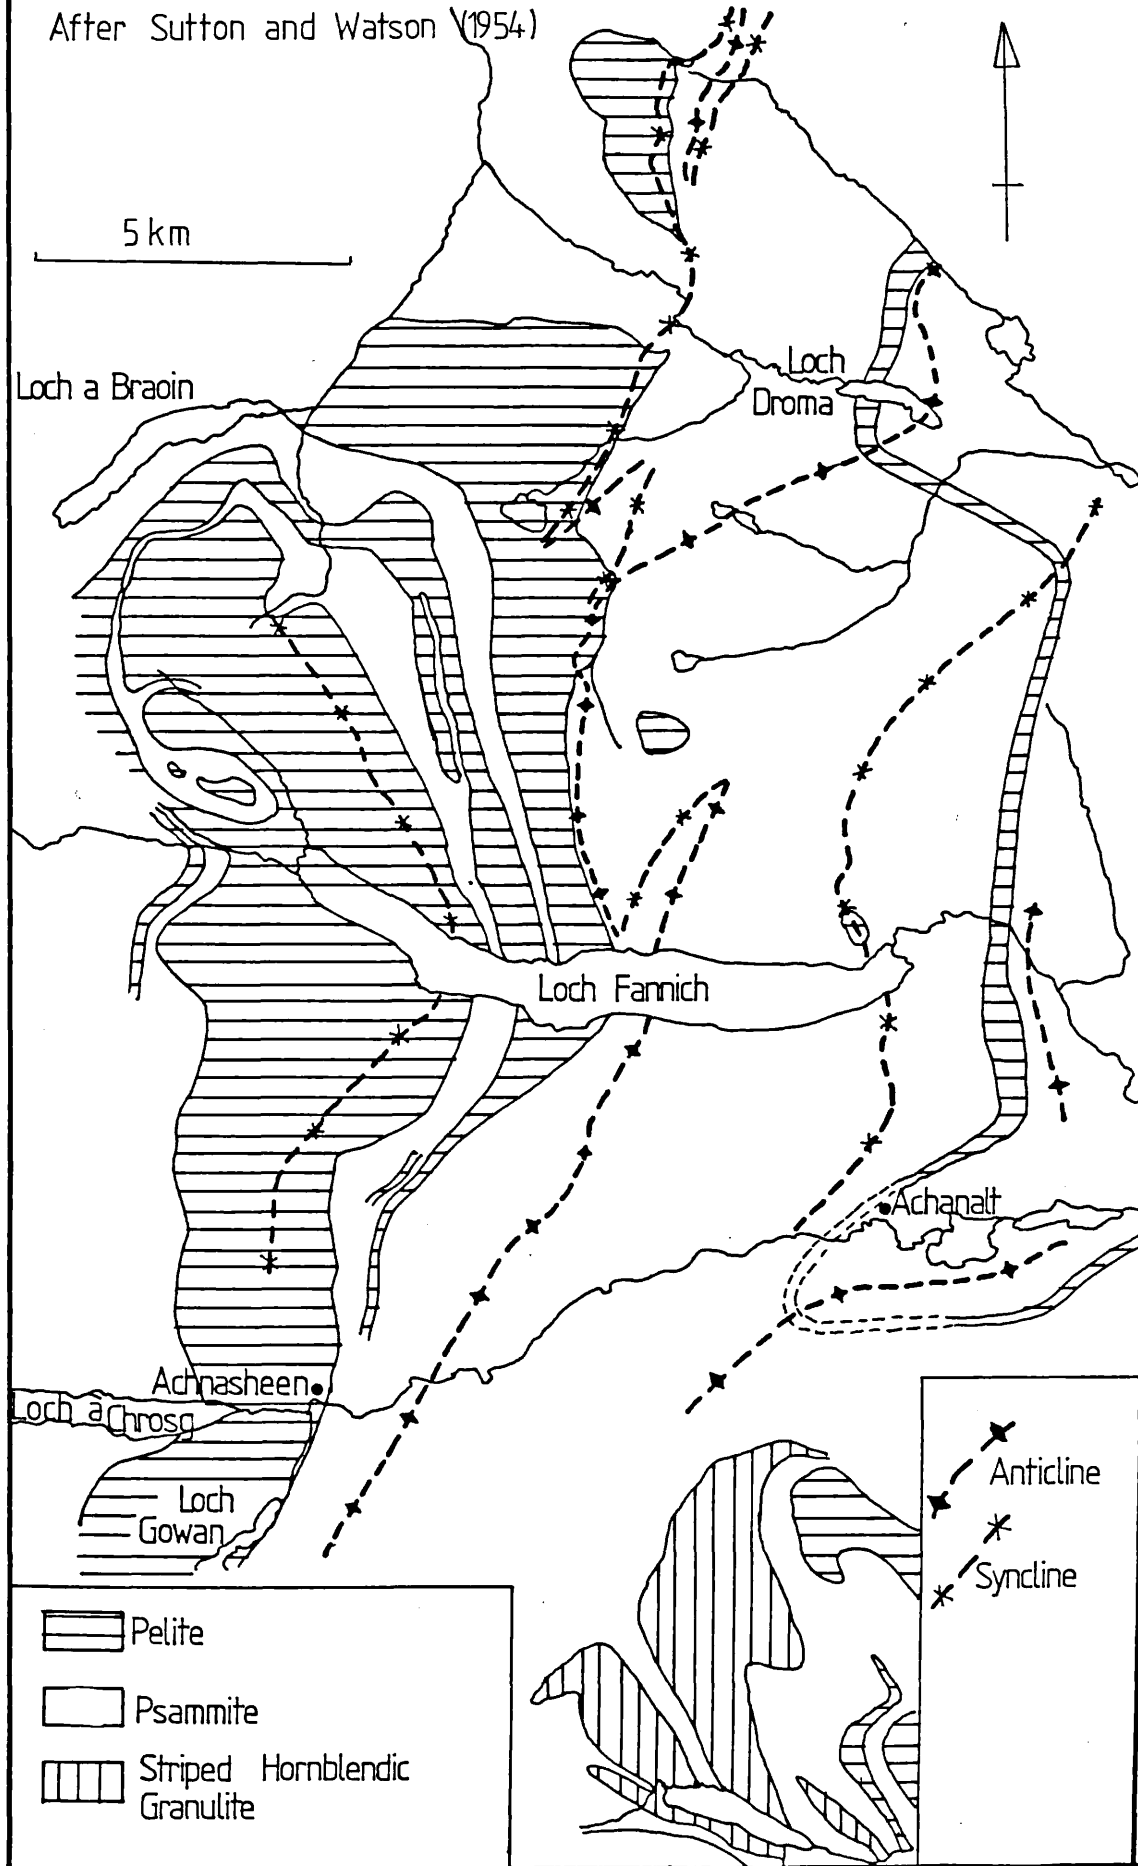 After Sutton and Watson (1954)
5 km
Loch a Braoin
Loch
Droma
Loch Fannich
Achanalt
Achnasheen
Loch a Chrosg
Loch
Gowan
Anticline
Syncline
Pelite
Psammite
Striped Hornblendic
Granulite